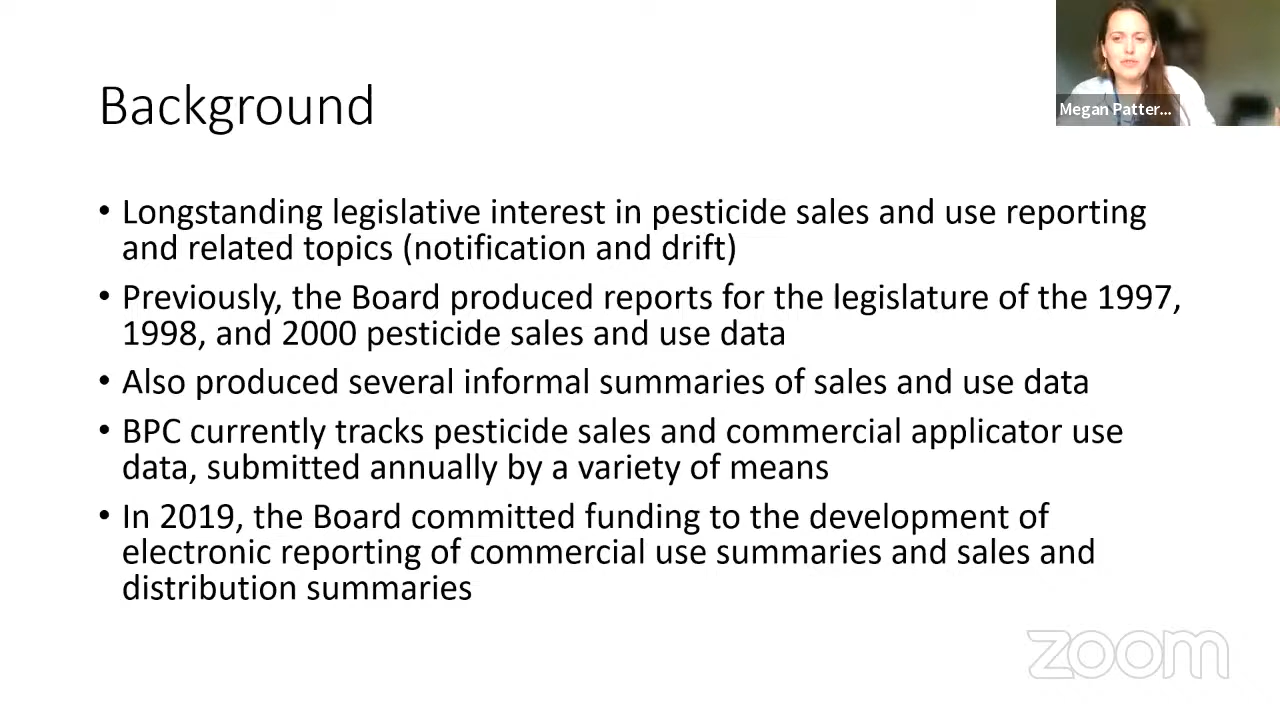 Background
Megan Patter...
• Longstanding legislative interest in pesticide sales and use reporting
and related topics (notification and drift)
• Previously, the Board produced reports for the legislature of the 1997,
1998, and 2000 pesticide sales and use data
• Also produced several informal summaries of sales and use data
• BPC currently tracks pesticide sales and commercial applicator use
data, submitted annually by a variety of means
• In 2019, the Board committed funding to the development of
electronic reporting of commercial use summaries and sales and
distribution summaries
zoom